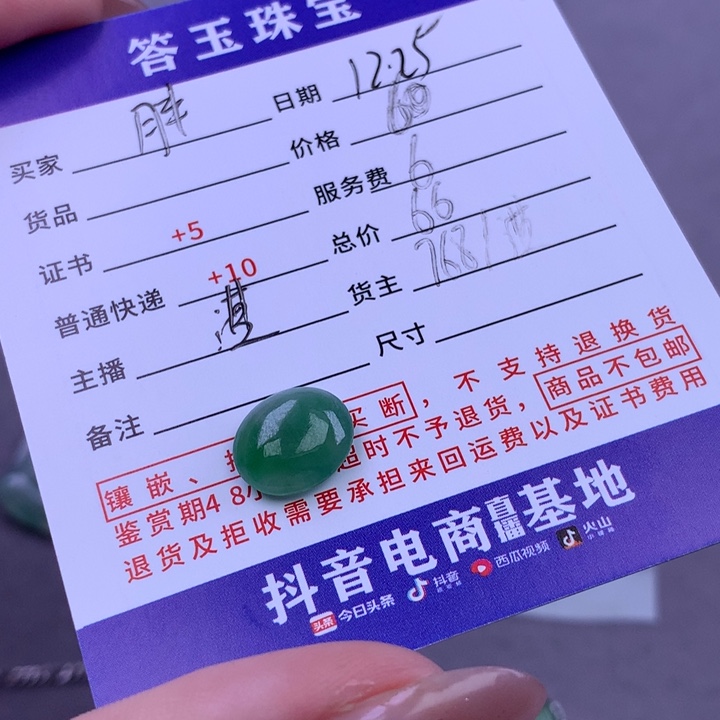 答玉珠宝
买家 胖 日期 12.25
货品 价格 60
证书 +5 服务费 6
普通快递 +10 总价 66
主播 货主 768
备注 尺寸
镶嵌、 买断，不支持退换货
鉴赏期48小 超时不予退货，商品不包邮
退货及拒收需要承担来回运费以及证书费用
抖音电商直播基地
头条 今日头条 抖音 西瓜视频 火山